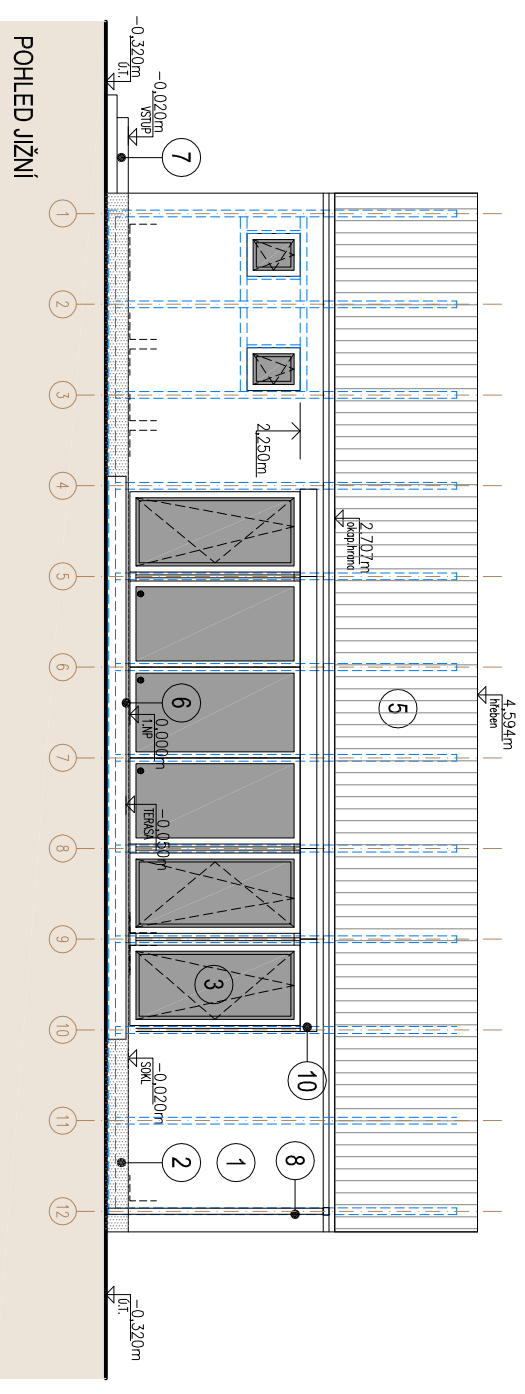 4,594m
hřeben
2,707m
okap.hrana
5
2,250m
10
8
1
3
2
6
7
0,000m
1.NP
-0,050m
TERASA
-0,020m
VSTUP
-0,020m
SOKL
-0,320m
Ú.T.
-0,320m
Ú.T.
1
2
3
4
5
6
7
8
9
10
11
12
POHLED JIŽNÍ